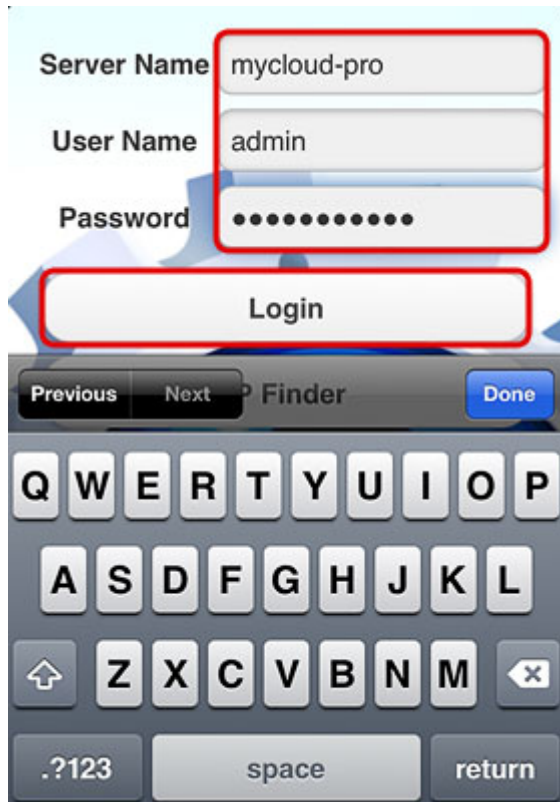 Server Name mycloud-pro
User Name admin
Password ●●●●●●●●●●●
Login
Previous Next P Finder Done
Q W E R T Y U I O P
A S D F G H J K L
Z X C V B N M
.?123 space return